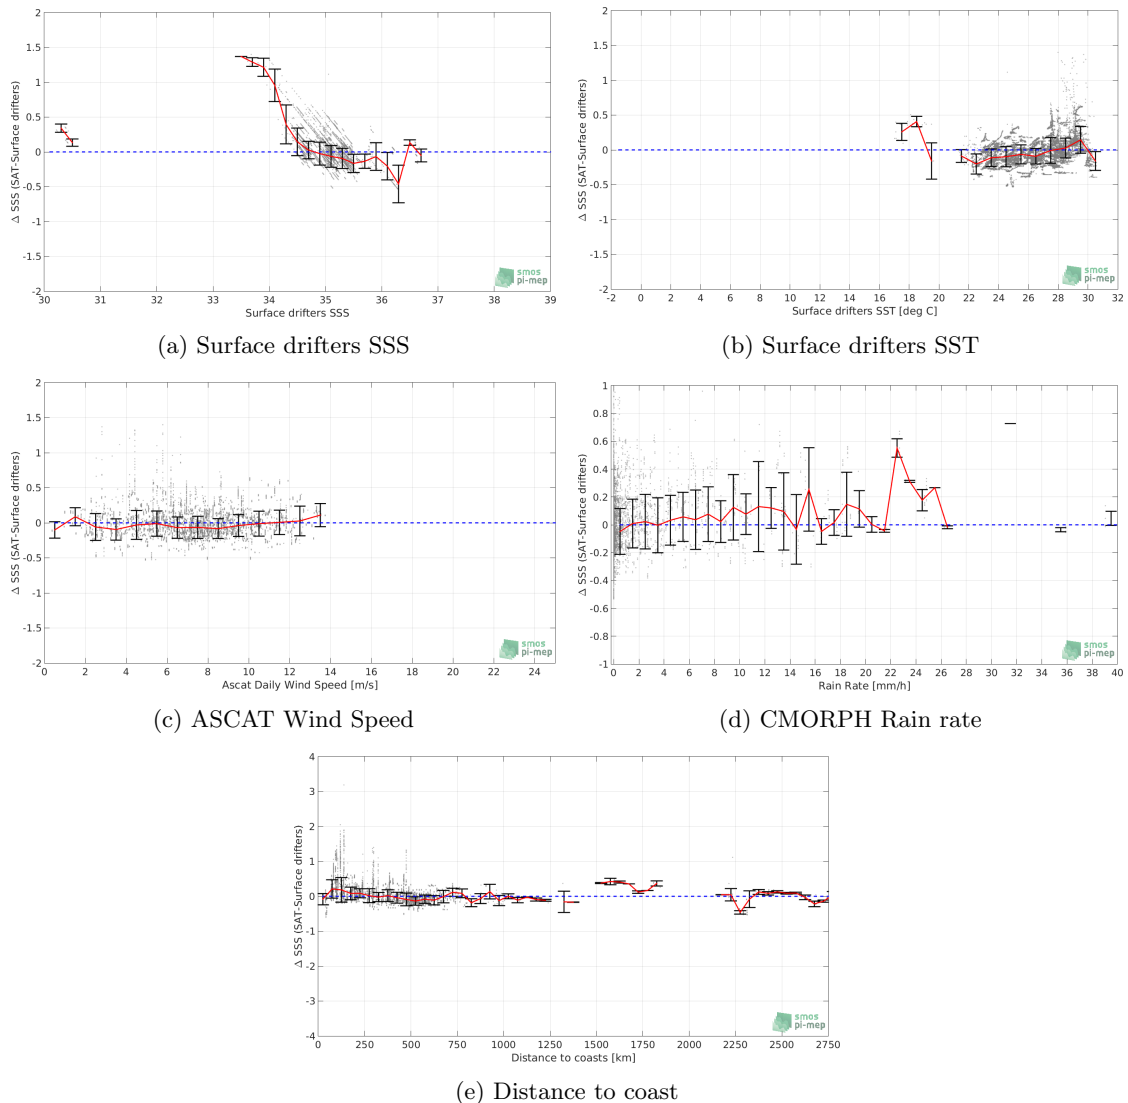 2
1.5
1
0.5
0
-0.5
-1
-1.5
-2
Δ SSS (SAT-Surface drifters)
30 31 32 33 34 35 36 37 38 39
Surface drifters SSS
smos
pi-mep
(a) Surface drifters SSS
2
1.5
1
0.5
0
-0.5
-1
-1.5
-2
Δ SSS (SAT-Surface drifters)
-2 0 2 4 6 8 10 12 14 16 18 20 22 24 26 28 30 32
Surface drifters SST [deg C]
smos
pi-mep
(b) Surface drifters SST
2
1.5
1
0.5
0
-0.5
-1
-1.5
-2
Δ SSS (SAT-Surface drifters)
0 2 4 6 8 10 12 14 16 18 20 22 24
Ascat Daily Wind Speed [m/s]
smos
pi-mep
(c) ASCAT Wind Speed
1
0.8
0.6
0.4
0.2
0
-0.2
-0.4
-0.6
-0.8
-1
Δ SSS (SAT-Surface drifters)
0 2 4 6 8 10 12 14 16 18 20 22 24 26 28 30 32 34 36 38 40
Rain Rate [mm/h]
smos
pi-mep
(d) CMORPH Rain rate
4
3
2
1
0
-1
-2
-3
-4
Δ SSS (SAT-Surface drifters)
0 250 500 750 1000 1250 1500 1750 2000 2250 2500 2750
Distance to coasts [km]
smos
pi-mep
(e) Distance to coast